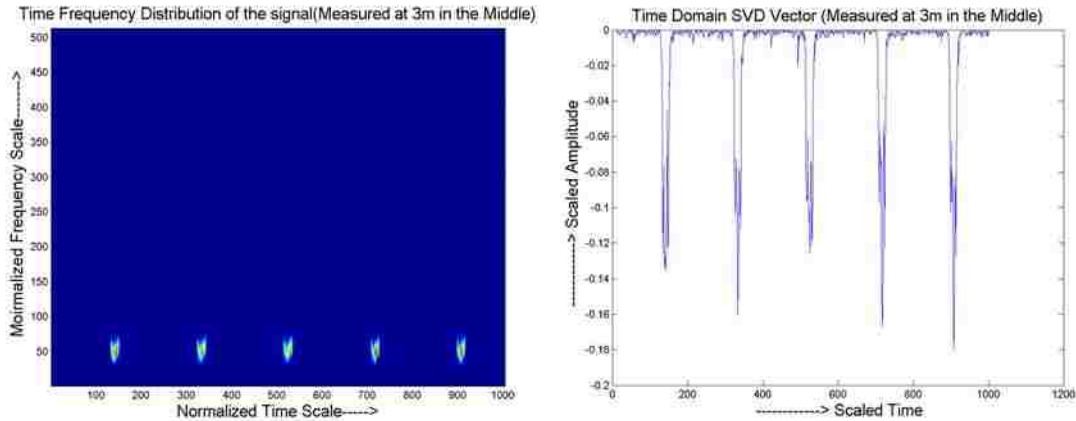 Time Frequency Distribution of the signal(Measured at 3m in the Middle)
Moirmalized Frequency Scale------->
500
450
400
350
300
250
200
150
100
50
100 200 300 400 500 600 700 800 900 1000
Normalized Time Scale----->
Time Domain SVD Vector (Measured at 3m in the Middle)
------------> Scaled Amplitude
0
-0.02
-0.04
-0.06
-0.08
-0.1
-0.12
-0.14
-0.16
-0.18
-0.2
0 200 400 600 800 1000 1200
------------> Scaled Time